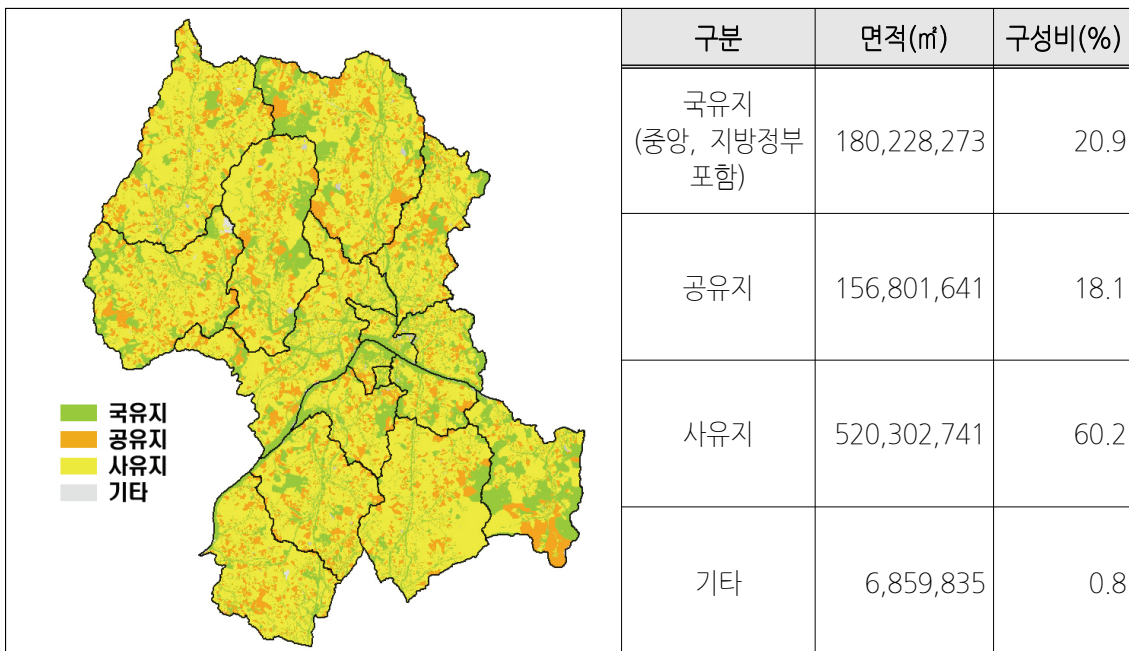 국유지
공유지
사유지
기타
구분 면적(㎡) 구성비(%)
국유지
(중앙, 지방정부
포함)
180,228,273 20.9
공유지 156,801,641 18.1
사유지 520,302,741 60.2
기타 6,859,835 0.8